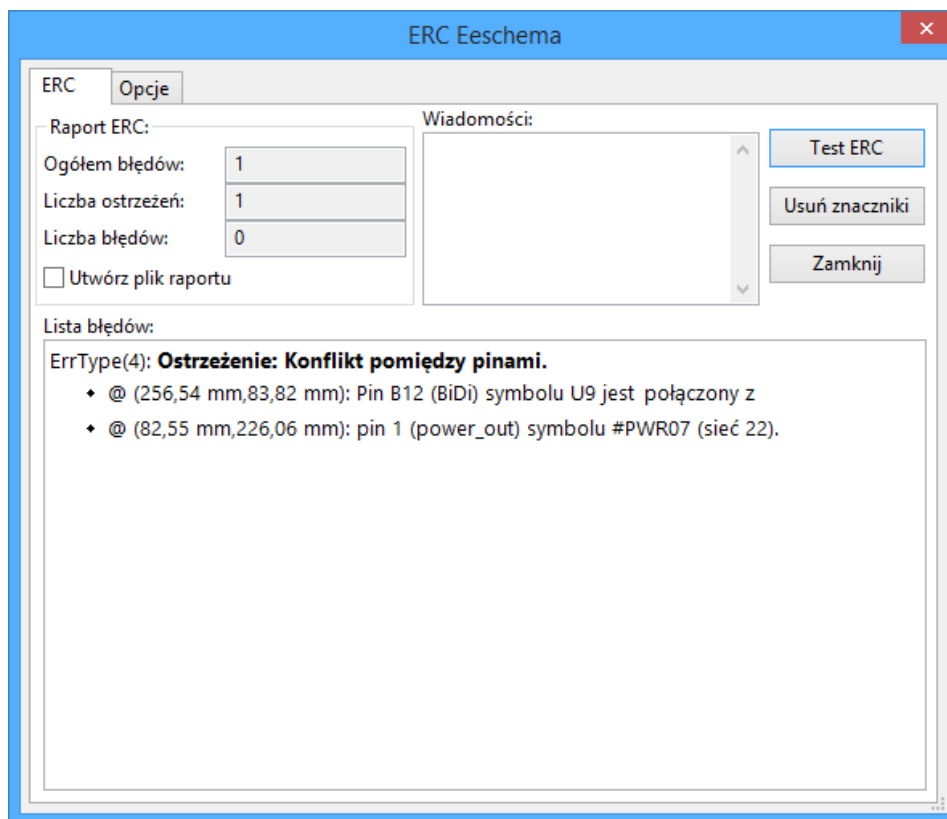 ERC Eeschema
ERC
Opcje
Raport ERC:
Ogółem błędów:
1
Liczba ostrzeżeń:
1
Liczba błędów:
0
Utwórz plik raportu
Wiadomości:
Test ERC
Usuń znaczniki
Zamknij
Lista błędów:
ErrType(4): Ostrzeżenie: Konflikt pomiędzy pinami.
@ (256,54 mm,83,82 mm): Pin B12 (BiDi) symbolu U9 jest połączony z
@ (82,55 mm,226,06 mm): pin 1 (power_out) symbolu #PWR07 (sieć 22).